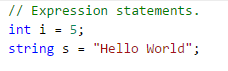 // Expression statements.
int i = 5;
string s = "Hello World";